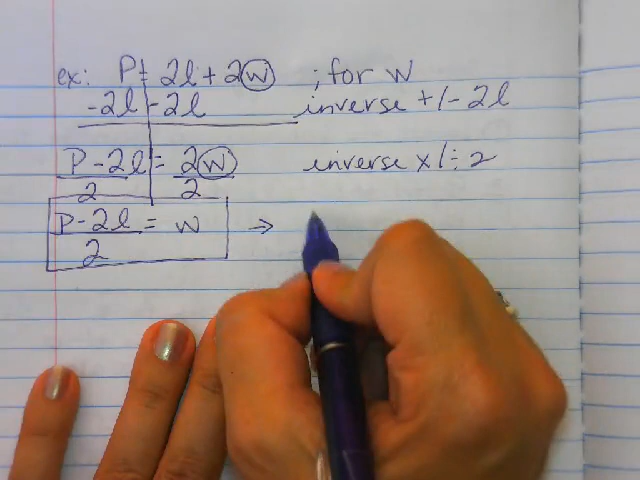 ex: P = 2l + 2w ; for w
-2l -2l inverse +/- 2l
P - 2l = 2w inverse x/÷ 2
2 2
P - 2l = w →
2